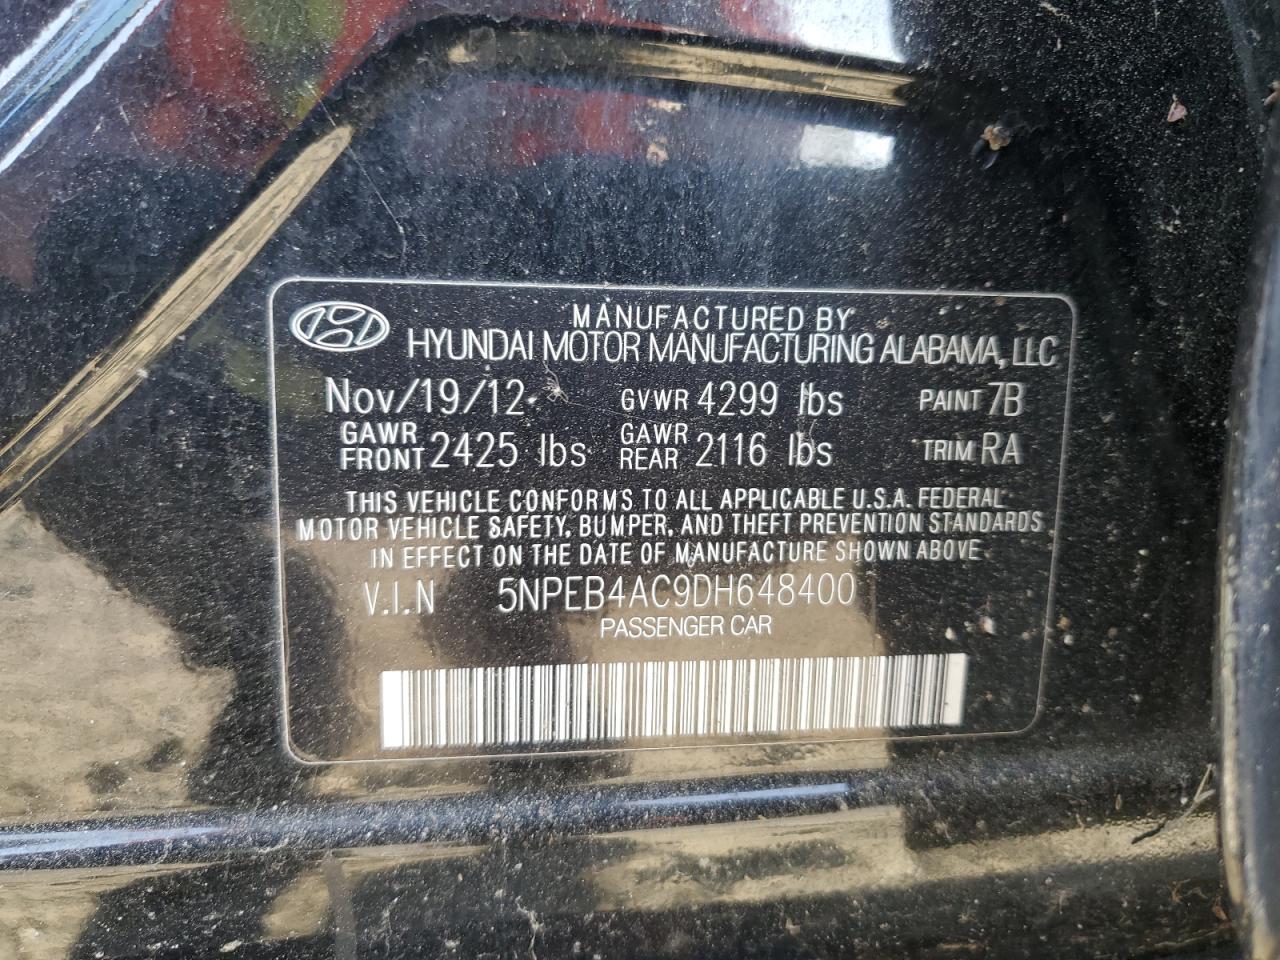 MANUFACTURED BY
HYUNDAI MOTOR MANUFACTURING ALABAMA, LLC
Nov/19/12 GVWR 4299 lbs PAINT 7B
GAWR FRONT 2425 lbs GAWR REAR 2116 lbs TRIM RA
THIS VEHICLE CONFORMS TO ALL APPLICABLE U.S.A. FEDERAL
MOTOR VEHICLE SAFETY, BUMPER, AND THEFT PREVENTION STANDARDS
IN EFFECT ON THE DATE OF MANUFACTURE SHOWN ABOVE
V.I.N 5NPEB4AC9DH648400
PASSENGER CAR